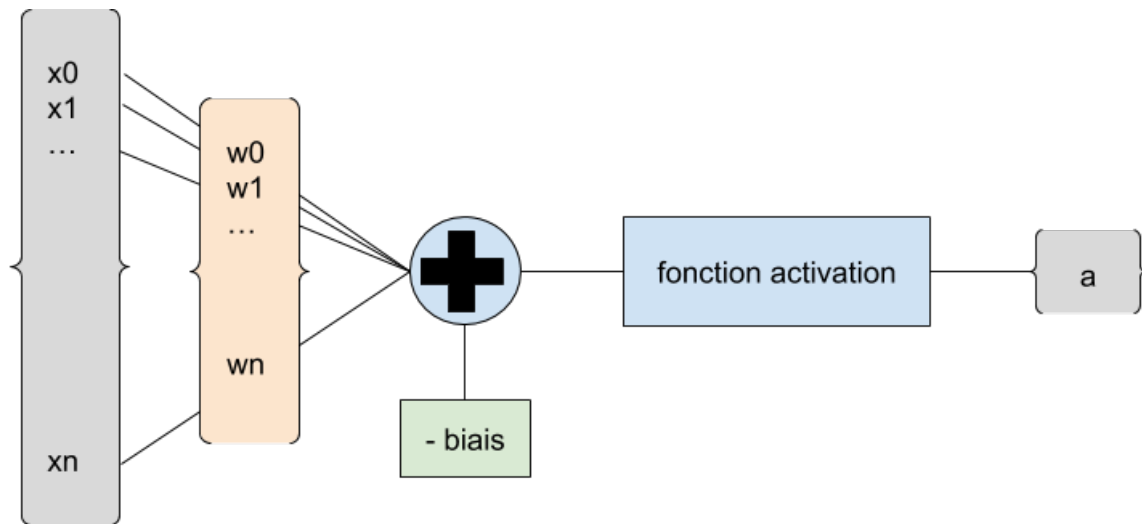 x0
x1
...
xn
w0
w1
...
wn
- biais
fonction activation
a